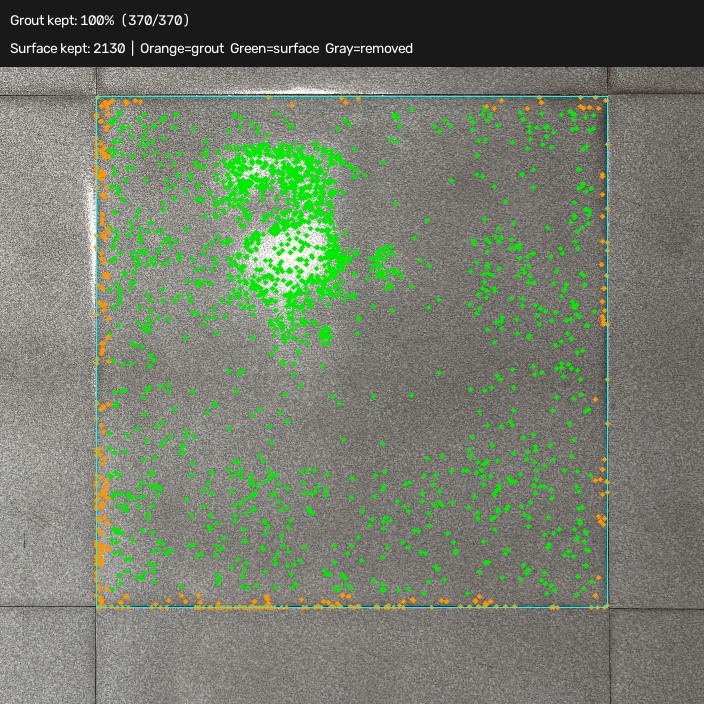 Grout kept: 100% (370/370)
Surface kept: 2130 | Orange=grout Green=surface Gray=removed